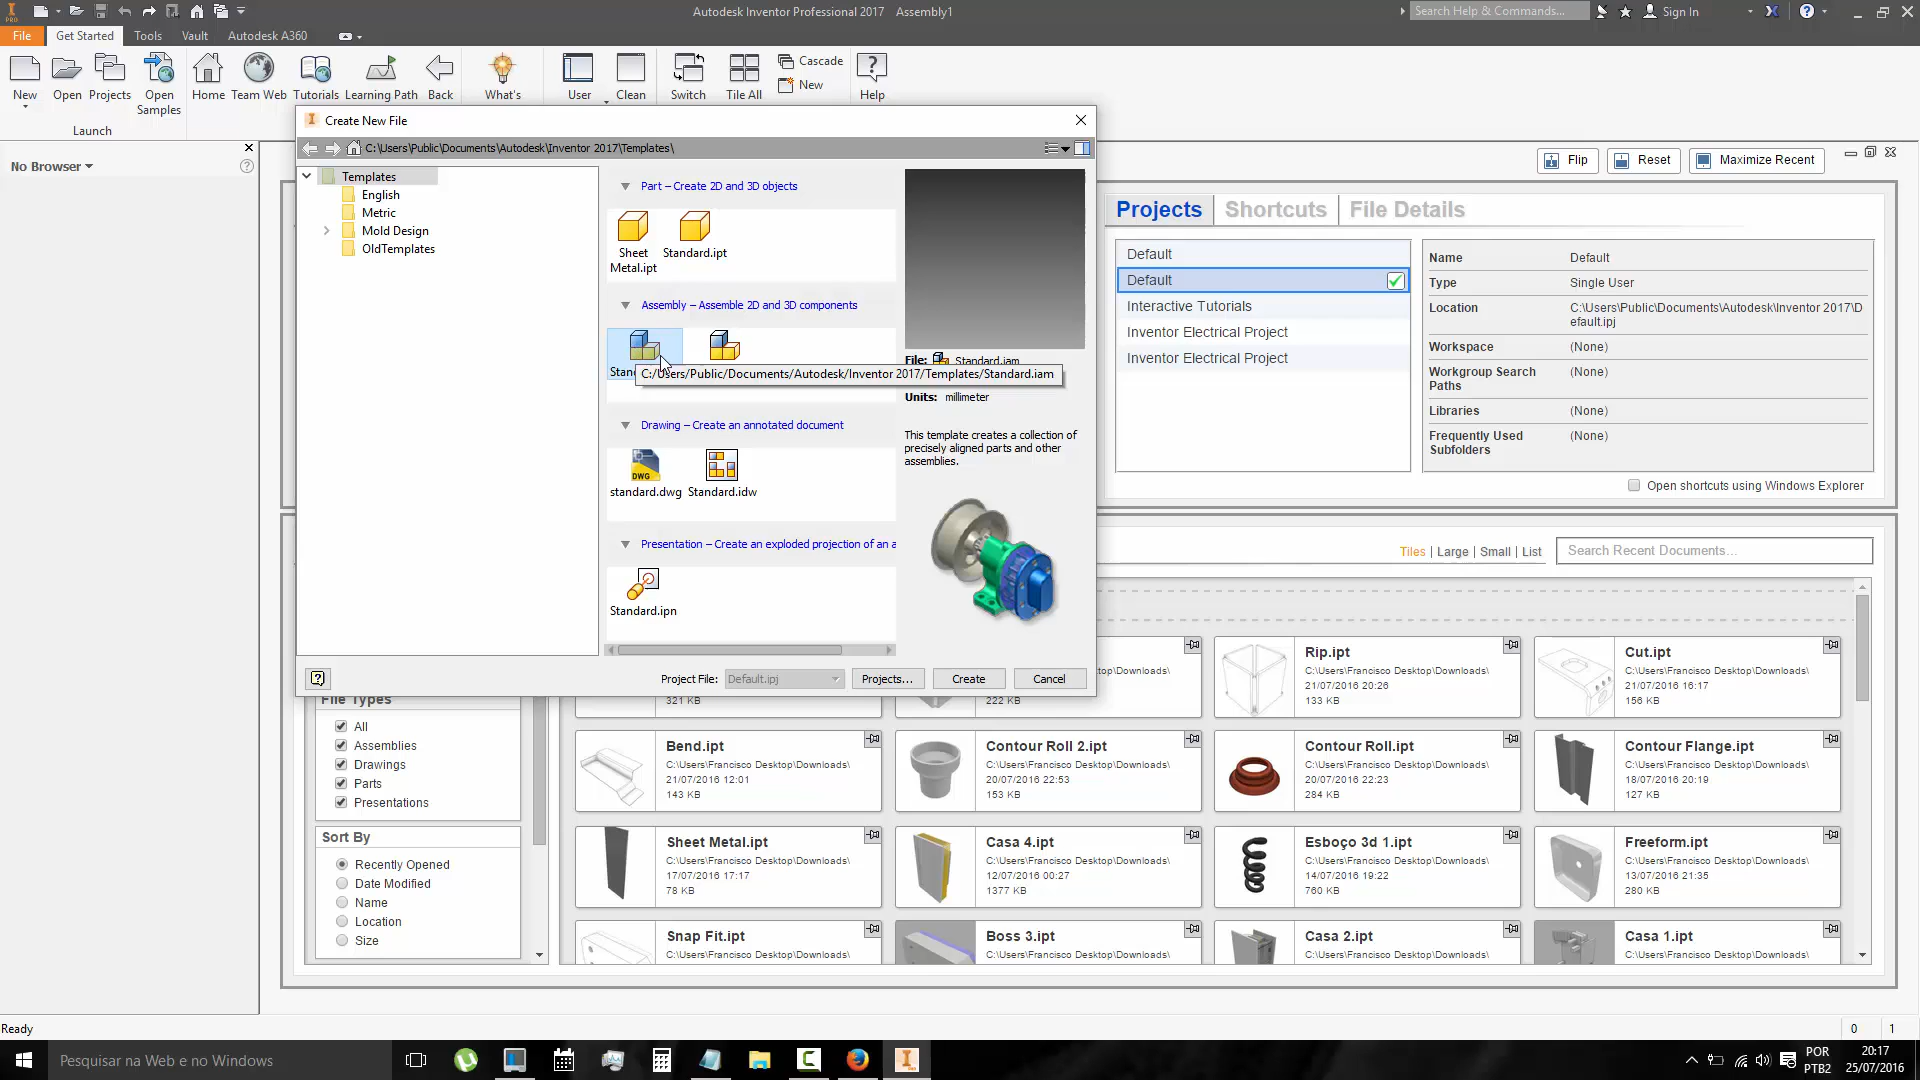 Autodesk Inventor Professional 2017 Assembly1
Search Help & Commands...
Sign In
File
Get Started
Tools
Vault
Autodesk A360
New
Open
Projects
Open Samples
Home
Team Web
Tutorials
Learning Path
Back
What's
User
Clean
Switch
Tile All
Cascade
New
Help
Launch
No Browser
Create New File
C:\Users\Public\Documents\Autodesk\Inventor 2017\Templates\
Templates
English
Metric
Mold Design
OldTemplates
Part – Create 2D and 3D objects
Sheet Metal.ipt
Standard.ipt
Assembly – Assemble 2D and 3D components
C:/Users/Public/Documents/Autodesk/Inventor 2017/Templates/Standard.iam
Drawing – Create an annotated document
standard.dwg
Standard.idw
Presentation – Create an exploded projection of an a
Standard.ipn
File: Standard.iam
Units: millimeter
This template creates a collection of
precisely aligned parts and other
assemblies.
Project File:
Default.ipj
Projects...
Create
Cancel
Flip
Reset
Maximize Recent
Projects
Shortcuts
File Details
Default
Default
Interactive Tutorials
Inventor Electrical Project
Inventor Electrical Project
Name Default
Type Single User
Location C:\Users\Public\Documents\Autodesk\Inventor 2017\D
efault.ipj
Workspace (None)
Workgroup Search (None)
Paths
Libraries (None)
Frequently Used (None)
Subfolders
Open shortcuts using Windows Explorer
Tiles | Large | Small | List
Search Recent Documents...
File Types
All
Assemblies
Drawings
Parts
Presentations
Sort By
Recently Opened
Date Modified
Name
Location
Size
321 KB
top\Downloads\
222 KB
Rip.ipt
C:\Users\Francisco Desktop\Downloads\
21/07/2016 20:26
133 KB
Cut.ipt
C:\Users\Francisco Desktop\Downloads\
21/07/2016 16:17
156 KB
Bend.ipt
C:\Users\Francisco Desktop\Downloads\
21/07/2016 12:01
143 KB
Contour Roll 2.ipt
C:\Users\Francisco Desktop\Downloads\
20/07/2016 22:53
153 KB
Contour Roll.ipt
C:\Users\Francisco Desktop\Downloads\
20/07/2016 22:23
284 KB
Contour Flange.ipt
C:\Users\Francisco Desktop\Downloads\
18/07/2016 20:19
127 KB
Sheet Metal.ipt
C:\Users\Francisco Desktop\Downloads\
17/07/2016 17:17
78 KB
Casa 4.ipt
C:\Users\Francisco Desktop\Downloads\
12/07/2016 00:27
1377 KB
Esboço 3d 1.ipt
C:\Users\Francisco Desktop\Downloads\
14/07/2016 19:22
760 KB
Freeform.ipt
C:\Users\Francisco Desktop\Downloads\
13/07/2016 21:35
280 KB
Snap Fit.ipt
C:\Users\Francisco Desktop\Downloads\
Boss 3.ipt
C:\Users\Francisco Desktop\Downloads\
Casa 2.ipt
C:\Users\Francisco Desktop\Downloads\
Casa 1.ipt
C:\Users\Francisco Desktop\Downloads\
Ready
0 1
Pesquisar na Web e no Windows
POR
PTB2
20:17
25/07/2016